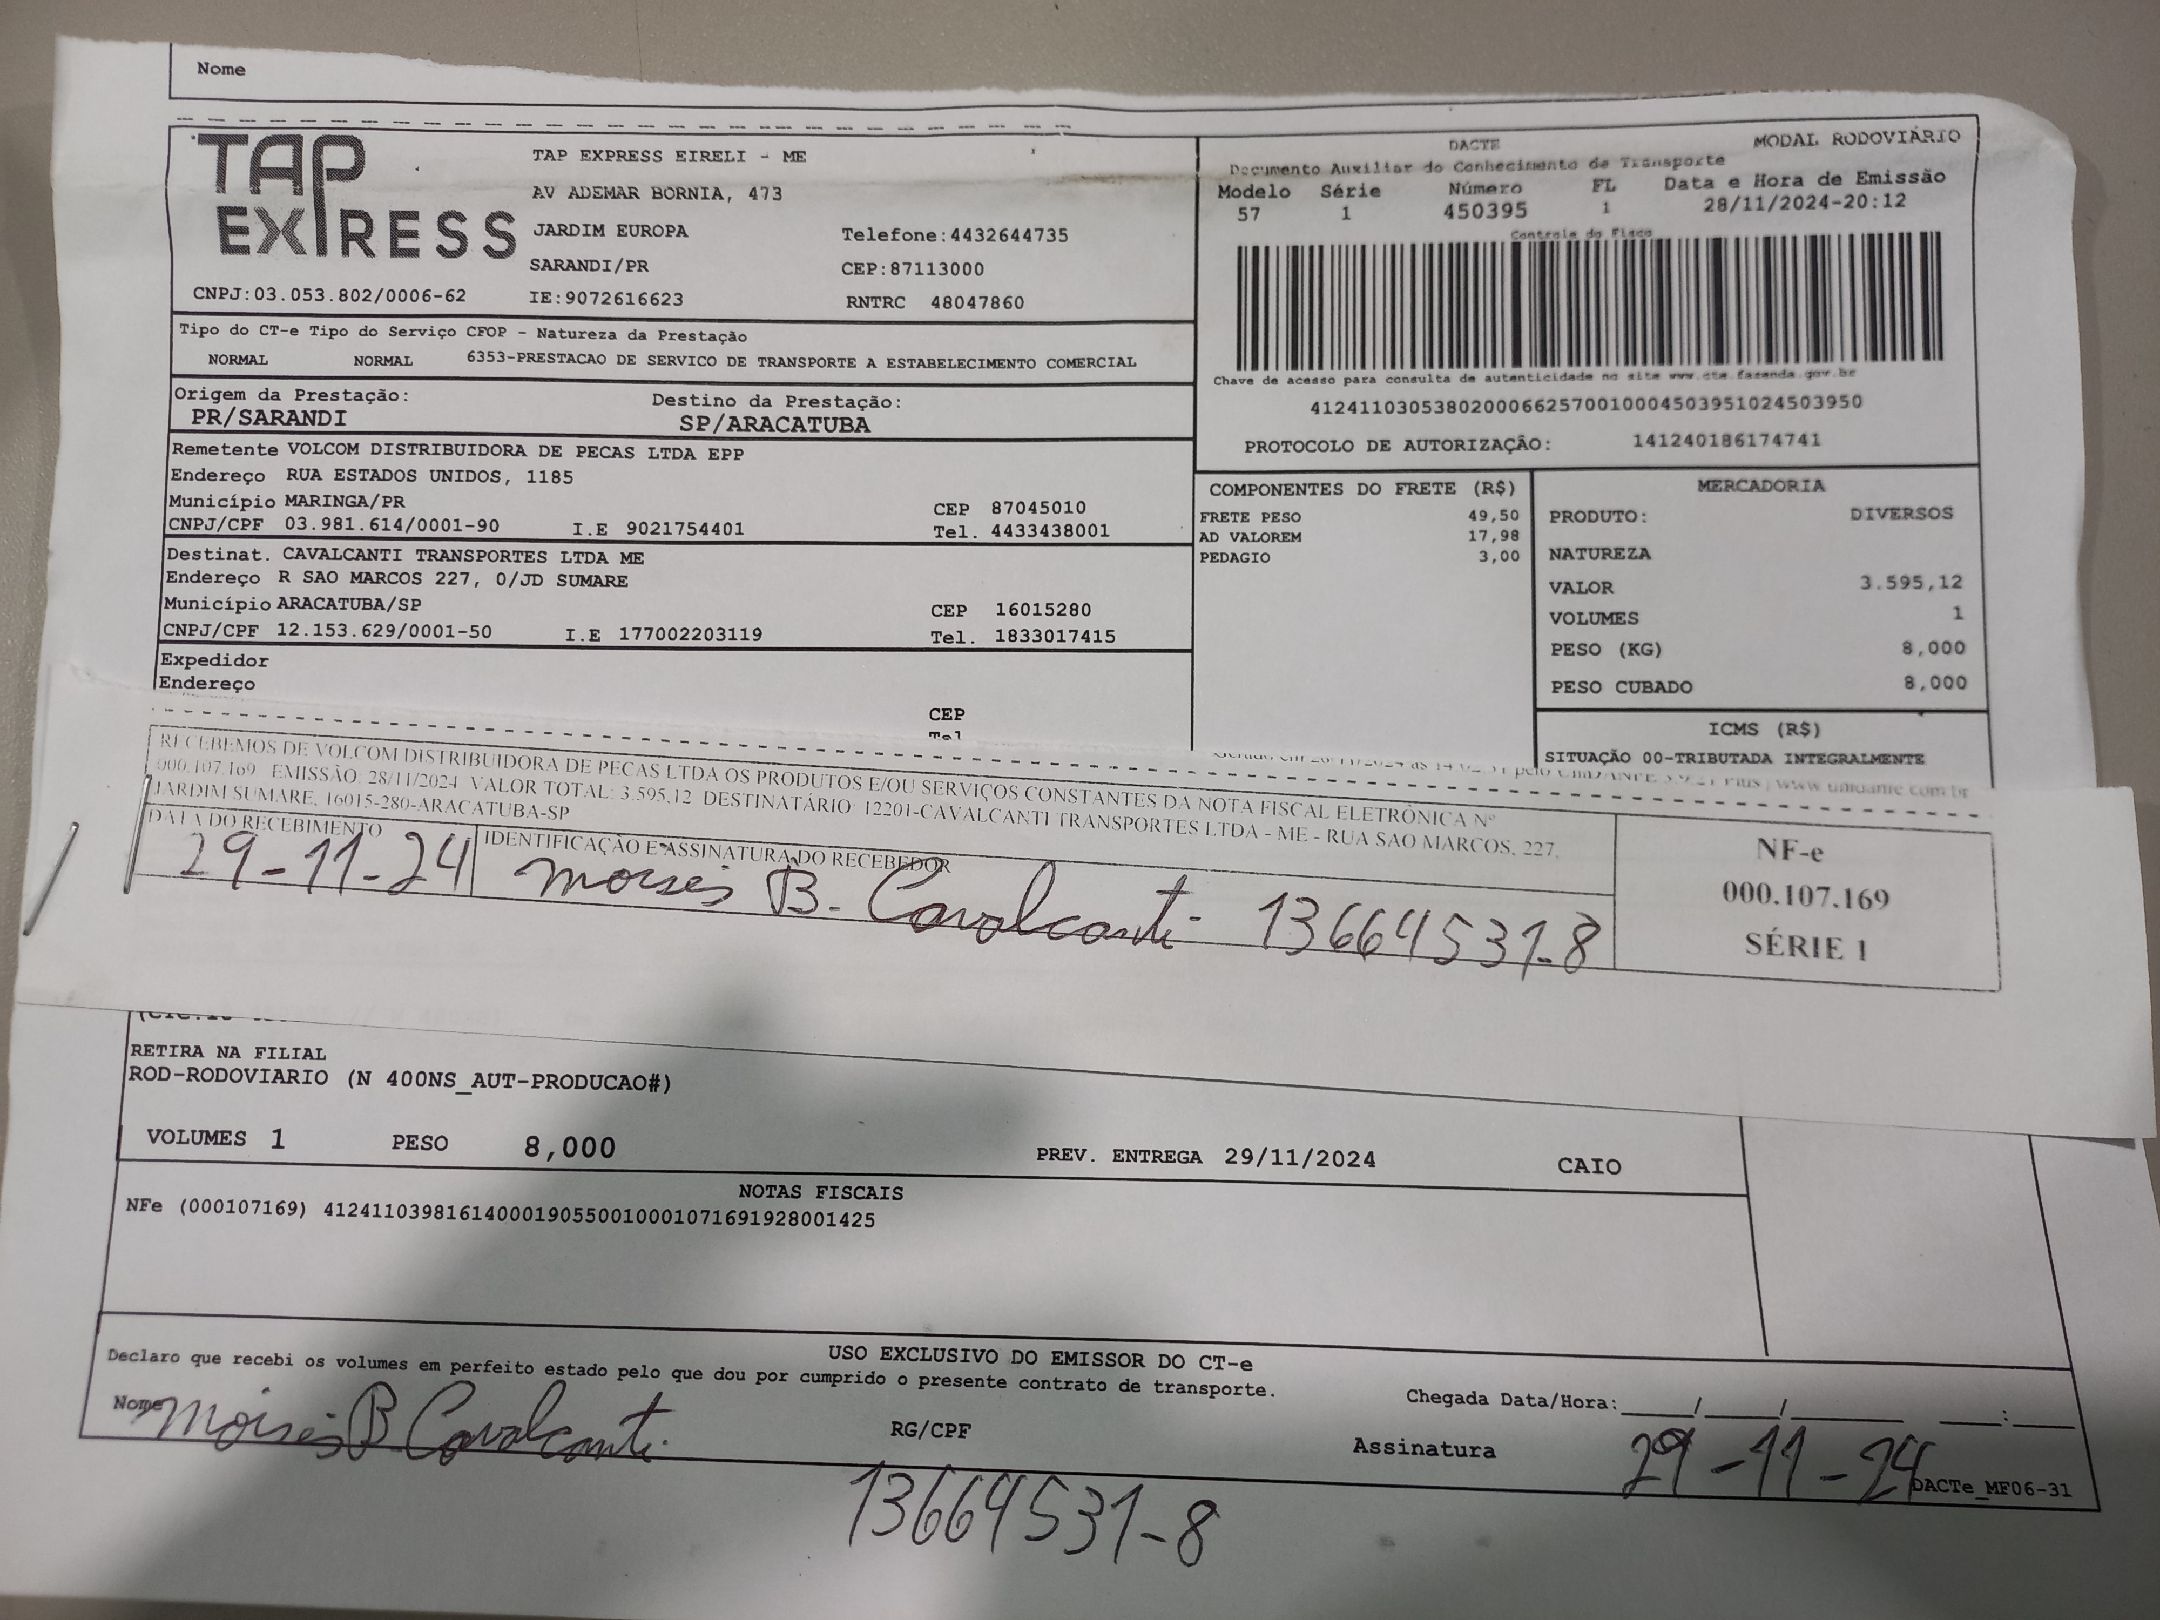 Nome
TAP EXPRESS
TAP EXPRESS EIRELI - ME
AV ADEMAR BORNIA, 473
JARDIM EUROPA Telefone:4432644735
SARANDI/PR CEP:87113000
CNPJ:03.053.802/0006-62 IE:9072616623 RNTRC 48047860
DACTE MODAL RODOVIÁRIO
Documento Auxiliar do Conhecimento de Transporte
Modelo Série Número FL Data e Hora de Emissão
57 1 450395 1 28/11/2024-20:12
Controle do Fisco
Chave de acesso para consulta de autenticidade no site www.cte.fazenda.gov.br
41241103053802000662570010004503951024503950
PROTOCOLO DE AUTORIZAÇÃO: 141240186174741
Tipo do CT-e Tipo do Serviço CFOP - Natureza da Prestação
NORMAL NORMAL 6353-PRESTACAO DE SERVICO DE TRANSPORTE A ESTABELECIMENTO COMERCIAL
Origem da Prestação: Destino da Prestação:
PR/SARANDI SP/ARACATUBA
Remetente VOLCOM DISTRIBUIDORA DE PECAS LTDA EPP
Endereço RUA ESTADOS UNIDOS, 1185
Município MARINGA/PR CEP 87045010
CNPJ/CPF 03.981.614/0001-90 I.E 9021754401 Tel. 4433438001
Destinat. CAVALCANTI TRANSPORTES LTDA ME
Endereço R SAO MARCOS 227, 0/JD SUMARE
Município ARACATUBA/SP CEP 16015280
CNPJ/CPF 12.153.629/0001-50 I.E 177002203119 Tel. 1833017415
Expedidor
Endereço
CEP
Tel
COMPONENTES DO FRETE (R$)
FRETE PESO 49,50
AD VALOREM 17,98
PEDAGIO 3,00
MERCADORIA
PRODUTO: DIVERSOS
NATUREZA
VALOR 3.595,12
VOLUMES 1
PESO (KG) 8,000
PESO CUBADO 8,000
ICMS (R$)
SITUAÇÃO 00-TRIBUTADA INTEGRALMENTE
www.unidanfe.com.br
RECEBEMOS DE VOLCOM DISTRIBUIDORA DE PECAS LTDA OS PRODUTOS E/OU SERVIÇOS CONSTANTES DA NOTA FISCAL ELETRÔNICA Nº
000.107.169 EMISSÃO: 28/11/2024 VALOR TOTAL: 3.595,12 DESTINATÁRIO: 12201-CAVALCANTI TRANSPORTES LTDA - ME - RUA SAO MARCOS, 227,
JARDIM SUMARE, 16015-280-ARACATUBA-SP
DATA DO RECEBIMENTO IDENTIFICAÇÃO E ASSINATURA DO RECEBEDOR
29-11-24 Moisés B. Cavalcanti 13664531-8
NF-e
000.107.169
SÉRIE 1
RETIRA NA FILIAL
ROD-RODOVIARIO (N 400NS_AUT-PRODUCAO#)
VOLUMES 1 PESO 8,000 PREV. ENTREGA 29/11/2024 CAIO
NOTAS FISCAIS
NFe (000107169) 41241103981614000190550010001071691928001425
USO EXCLUSIVO DO EMISSOR DO CT-e
Declaro que recebi os volumes em perfeito estado pelo que dou por cumprido o presente contrato de transporte.
Chegada Data/Hora:____/____/______ ___:___
Nome Moisés B Cavalcanti RG/CPF Assinatura 29-11-24
DACTe_MF06-31
13664531-8